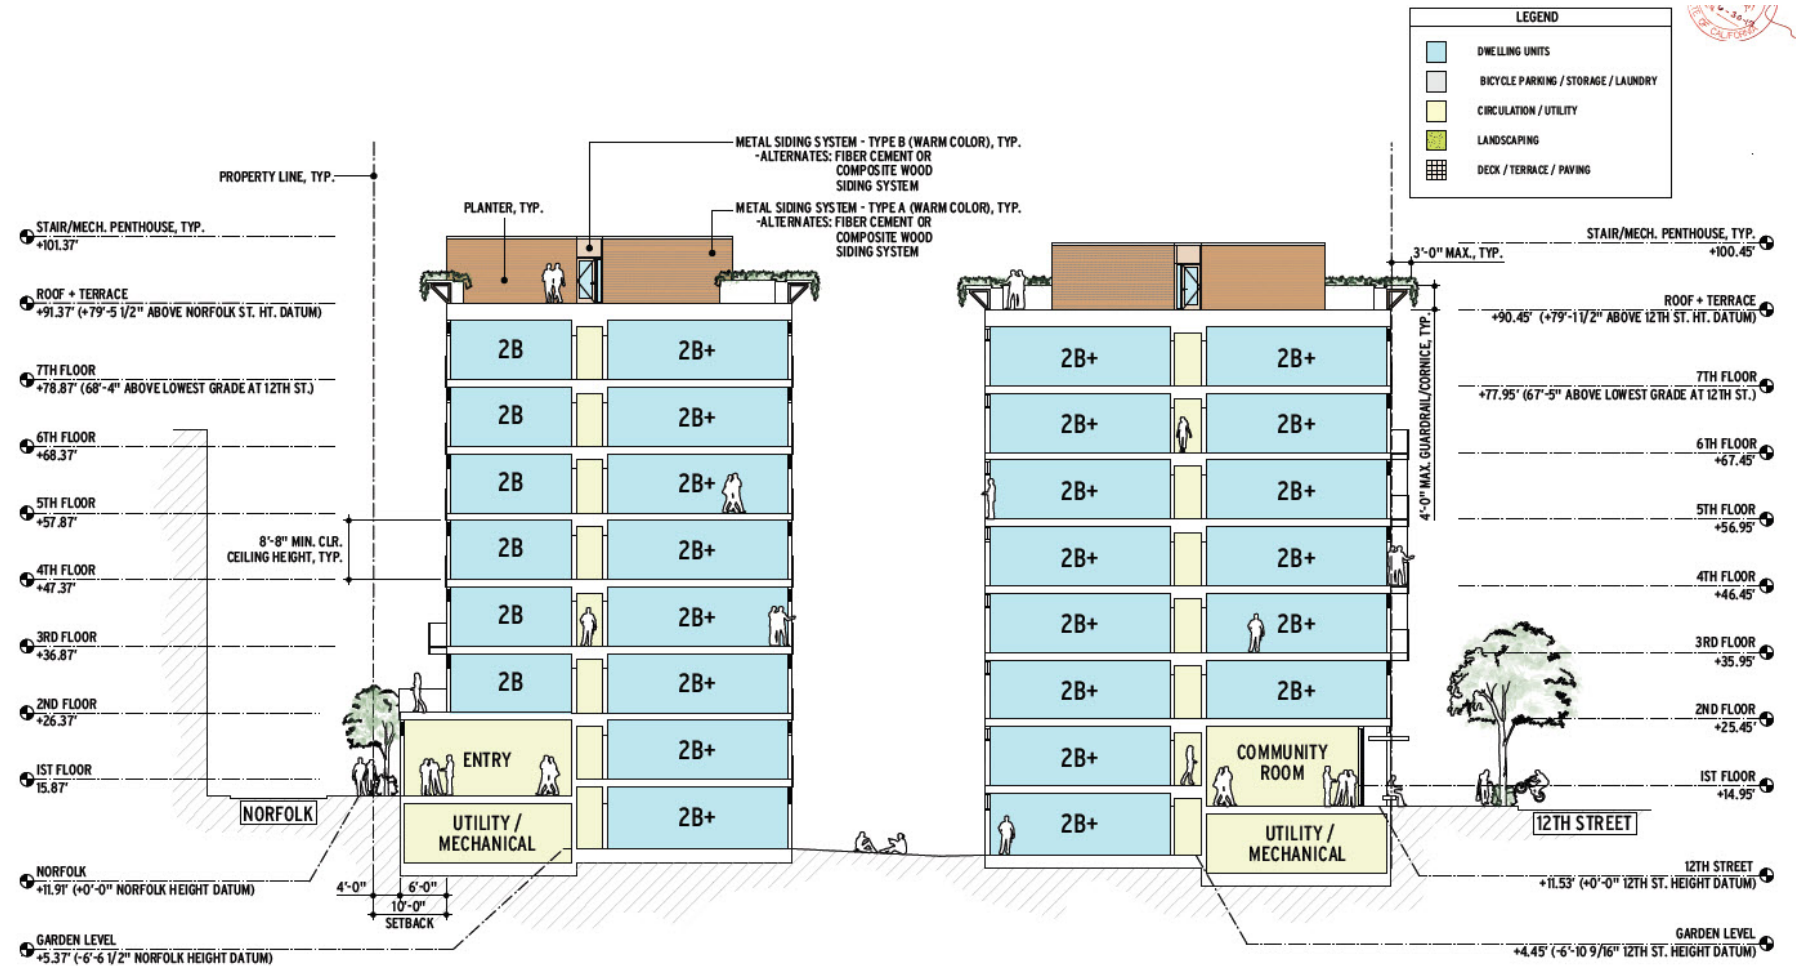 LEGEND
DWELLING UNITS
BICYCLE PARKING / STORAGE / LAUNDRY
CIRCULATION / UTILITY
LANDSCAPING
DECK / TERRACE / PAVING
OF CALIFORNIA
METAL SIDING SYSTEM - TYPE B (WARM COLOR), TYP.
-ALTERNATES: FIBER CEMENT OR
COMPOSITE WOOD
SIDING SYSTEM
PROPERTY LINE, TYP.
PLANTER, TYP.
METAL SIDING SYSTEM - TYPE A (WARM COLOR), TYP.
-ALTERNATES: FIBER CEMENT OR
COMPOSITE WOOD
SIDING SYSTEM
STAIR/MECH. PENTHOUSE, TYP.
+101.37'
ROOF + TERRACE
+91.37' (+79'-5 1/2" ABOVE NORFOLK ST. HT. DATUM)
7TH FLOOR
+78.87' (68'-4" ABOVE LOWEST GRADE AT 12TH ST.)
6TH FLOOR
+68.37'
5TH FLOOR
+57.87'
8'-8" MIN. CLR.
CEILING HEIGHT, TYP.
4TH FLOOR
+47.37'
3RD FLOOR
+36.87'
2ND FLOOR
+26.37'
1ST FLOOR
15.87'
NORFOLK
NORFOLK
+11.91' (+0'-0" NORFOLK HEIGHT DATUM)
4'-0"
6'-0"
10'-0"
SETBACK
GARDEN LEVEL
+5.37' (-6'-6 1/2" NORFOLK HEIGHT DATUM)
2B
2B+
2B
2B+
2B
2B+
2B
2B+
2B
2B+
2B
2B+
ENTRY
2B+
UTILITY /
MECHANICAL
2B+
2B+
2B+
2B+
2B+
2B+
2B+
2B+
2B+
2B+
2B+
2B+
2B+
2B+
COMMUNITY
ROOM
2B+
UTILITY /
MECHANICAL
STAIR/MECH. PENTHOUSE, TYP.
+100.45'
3'-0" MAX., TYP.
ROOF + TERRACE
+90.45' (+79'-1 1/2" ABOVE 12TH ST. HT. DATUM)
4'-0" MAX. GUARDRAIL/CORNICE, TYP.
7TH FLOOR
+77.95' (67'-5" ABOVE LOWEST GRADE AT 12TH ST.)
6TH FLOOR
+67.45'
5TH FLOOR
+56.95'
4TH FLOOR
+46.45'
3RD FLOOR
+35.95'
2ND FLOOR
+25.45'
1ST FLOOR
+14.95'
12TH STREET
12TH STREET
+11.53' (+0'-0" 12TH ST. HEIGHT DATUM)
GARDEN LEVEL
+4.45' (-6'-10 9/16" 12TH ST. HEIGHT DATUM)